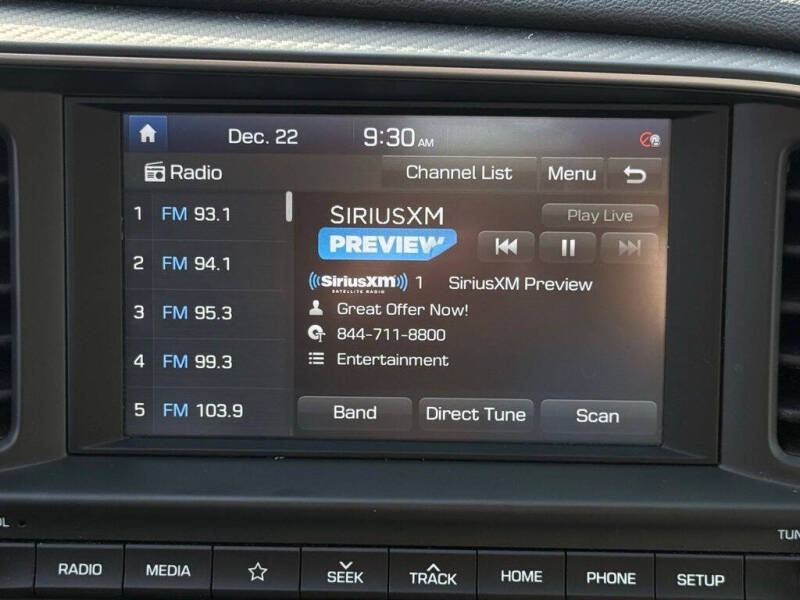 Dec. 22 9:30 AM
Radio Channel List Menu
1 FM 93.1
2 FM 94.1
3 FM 95.3
4 FM 99.3
5 FM 103.9
SIRIUSXM Play Live
PREVIEW
((SiriusXM)) 1 SiriusXM Preview
SATELLITE RADIO
Great Offer Now!
844-711-8800
Entertainment
Band Direct Tune Scan
RADIO MEDIA SEEK TRACK HOME PHONE SETUP